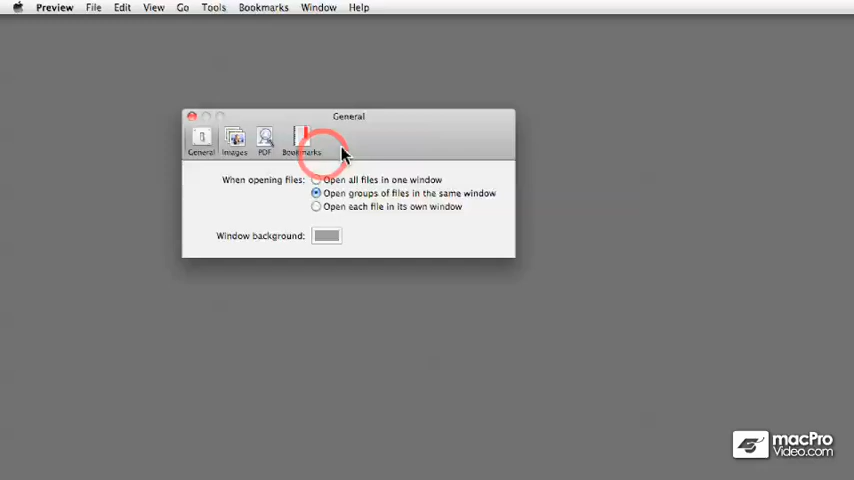 Preview File Edit View Go Tools Bookmarks Window Help
General
General Images PDF Bookmarks
When opening files: Open all files in one window
Open groups of files in the same window
Open each file in its own window
Window background:
macPro
Video.com